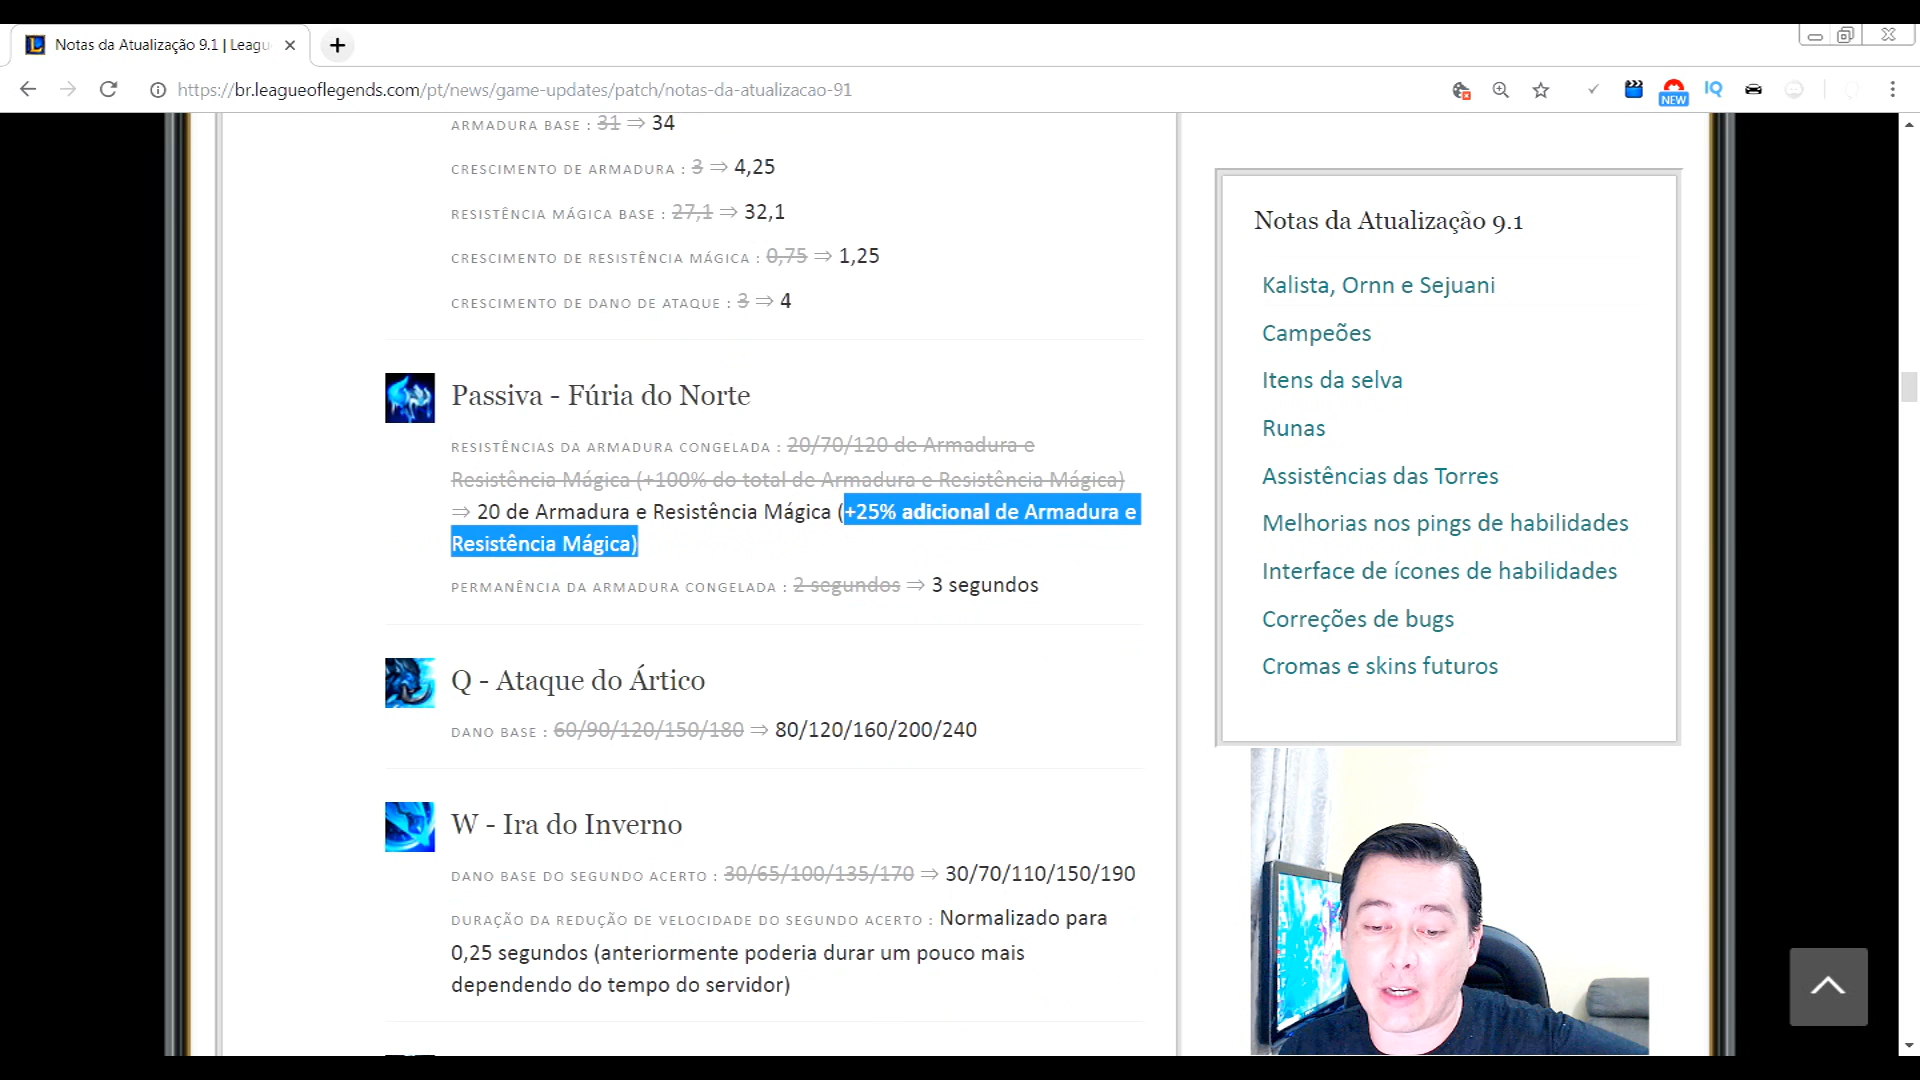 Notas da Atualização 9.1 | Leagu
https://br.leagueoflegends.com/pt/news/game-updates/patch/notas-da-atualizacao-91
IQ
NEW
ARMADURA BASE : 31 ⇒ 34
CRESCIMENTO DE ARMADURA : 3 ⇒ 4,25
RESISTÊNCIA MÁGICA BASE : 27,1 ⇒ 32,1
CRESCIMENTO DE RESISTÊNCIA MÁGICA : 0,75 ⇒ 1,25
CRESCIMENTO DE DANO DE ATAQUE : 3 ⇒ 4
Passiva - Fúria do Norte
RESISTÊNCIAS DA ARMADURA CONGELADA : 20/70/120 de Armadura e
Resistência Mágica (+100% do total de Armadura e Resistência Mágica)
⇒ 20 de Armadura e Resistência Mágica (+25% adicional de Armadura e
Resistência Mágica)
PERMANÊNCIA DA ARMADURA CONGELADA : 2 segundos ⇒ 3 segundos
Q - Ataque do Ártico
DANO BASE : 60/90/120/150/180 ⇒ 80/120/160/200/240
W - Ira do Inverno
DANO BASE DO SEGUNDO ACERTO : 30/65/100/135/170 ⇒ 30/70/110/150/190
DURAÇÃO DA REDUÇÃO DE VELOCIDADE DO SEGUNDO ACERTO : Normalizado para
0,25 segundos (anteriormente poderia durar um pouco mais
dependendo do tempo do servidor)
Notas da Atualização 9.1
Kalista, Ornn e Sejuani
Campeões
Itens da selva
Runas
Assistências das Torres
Melhorias nos pings de habilidades
Interface de ícones de habilidades
Correções de bugs
Cromas e skins futuros